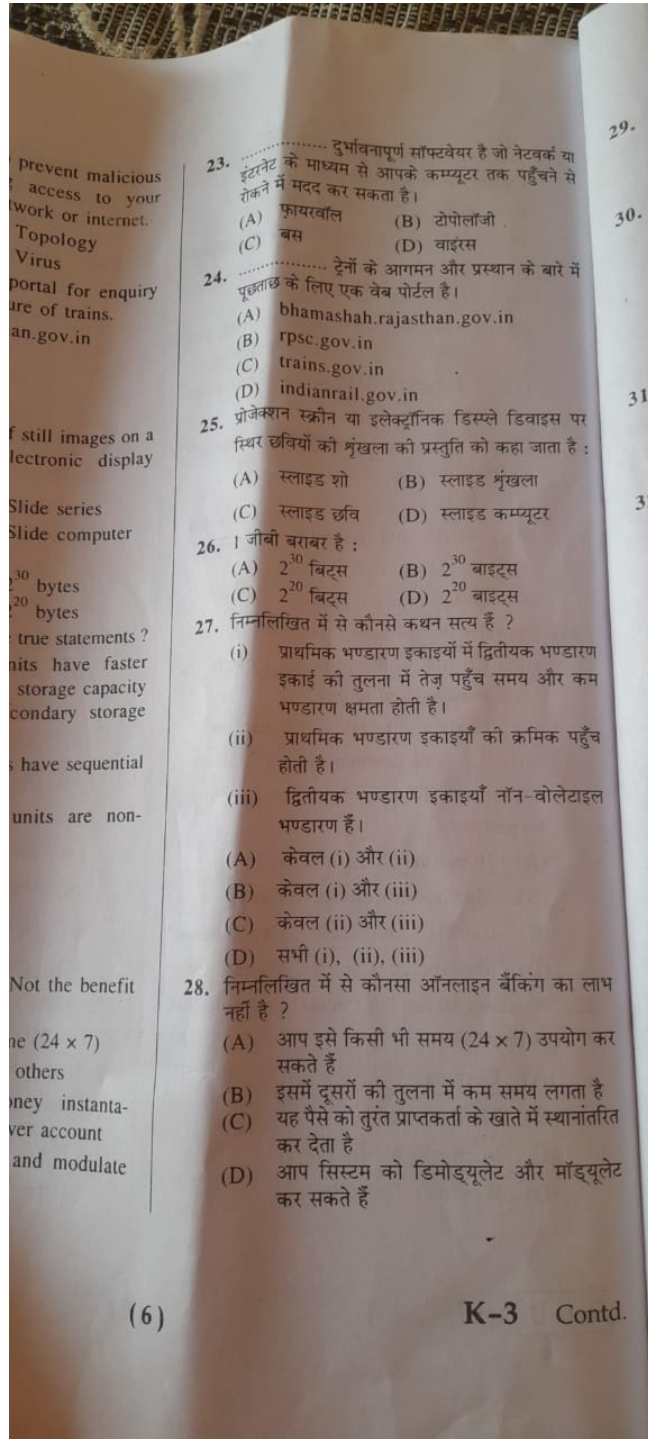 prevent malicious
access to your
twork or internet.
Topology
Virus
portal for enquiry
ure of trains.
an.gov.in
f still images on a
lectronic display
Slide series
Slide computer
2^30 bytes
2^20 bytes
true statements ?
nits have faster
storage capacity
condary storage
s have sequential
units are non-
Not the benefit
ne (24 × 7)
others
oney instanta-
ver account
and modulate
23. .............. दुर्भावनापूर्ण सॉफ्टवेयर है जो नेटवर्क या
इंटरनेट के माध्यम से आपके कम्प्यूटर तक पहुँचने से
रोकने में मदद कर सकता है।
(A) फ़ायरवॉल (B) टोपोलॉजी
(C) बस (D) वाइरस
24. .............. ट्रेनों के आगमन और प्रस्थान के बारे में
पूछताछ के लिए एक वेब पोर्टल है।
(A) bhamashah.rajasthan.gov.in
(B) rpsc.gov.in
(C) trains.gov.in
(D) indianrail.gov.in
25. प्रोजेक्शन स्क्रीन या इलेक्ट्रॉनिक डिस्प्ले डिवाइस पर
स्थिर छवियों की शृंखला की प्रस्तुति को कहा जाता है :
(A) स्लाइड शो (B) स्लाइड शृंखला
(C) स्लाइड छवि (D) स्लाइड कम्प्यूटर
26. 1 जीबी बराबर है :
(A) 2^30 बिट्स (B) 2^30 बाइट्स
(C) 2^20 बिट्स (D) 2^20 बाइट्स
27. निम्नलिखित में से कौनसे कथन सत्य हैं ?
(i) प्राथमिक भण्डारण इकाइयों में द्वितीयक भण्डारण
इकाई की तुलना में तेज़ पहुँच समय और कम
भण्डारण क्षमता होती है।
(ii) प्राथमिक भण्डारण इकाइयाँ की क्रमिक पहुँच
होती है।
(iii) द्वितीयक भण्डारण इकाइयाँ नॉन-वोलेटाइल
भण्डारण हैं।
(A) केवल (i) और (ii)
(B) केवल (i) और (iii)
(C) केवल (ii) और (iii)
(D) सभी (i), (ii), (iii)
28. निम्नलिखित में से कौनसा ऑनलाइन बैंकिंग का लाभ
नहीं है ?
(A) आप इसे किसी भी समय (24 × 7) उपयोग कर
सकते हैं
(B) इसमें दूसरों की तुलना में कम समय लगता है
(C) यह पैसे को तुरंत प्राप्तकर्ता के खाते में स्थानांतरित
कर देता है
(D) आप सिस्टम को डिमोड्यूलेट और मॉड्यूलेट
कर सकते हैं
(6) K-3 Contd.
29.
30.
31
3